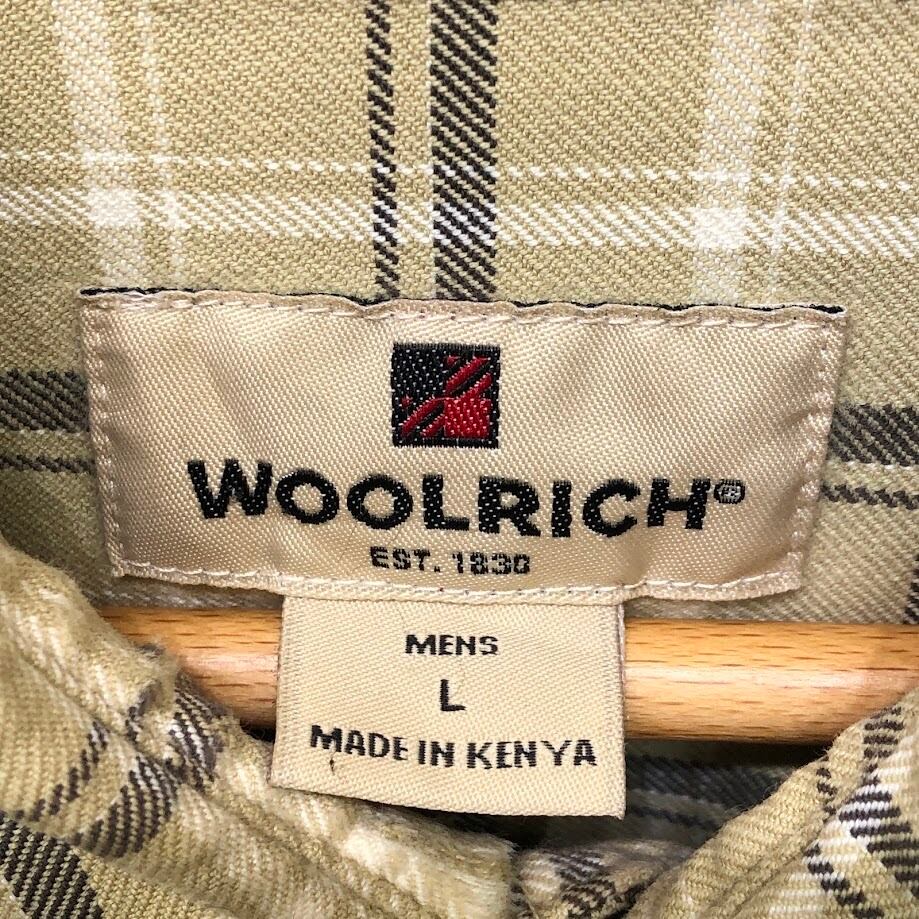 WOOLRICH®
EST. 1830
MENS
L
MADE IN KENYA